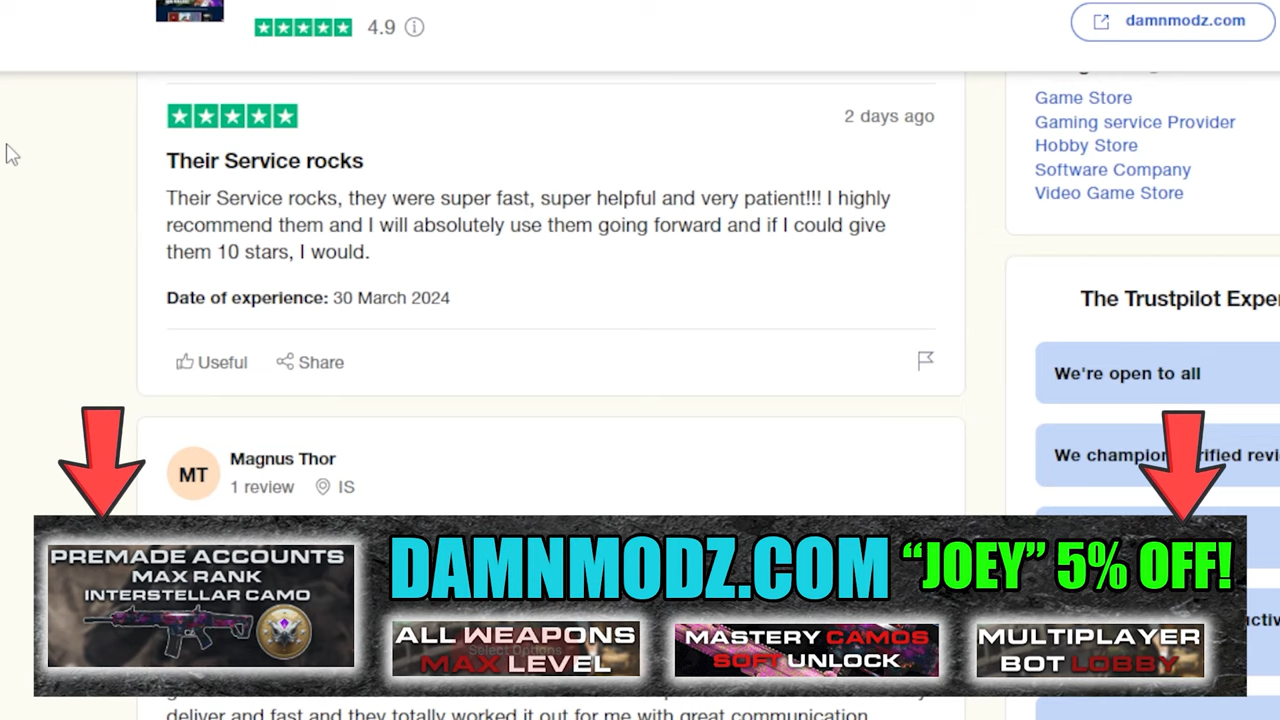 4.9
damnmodz.com
2 days ago
Their Service rocks
Their Service rocks, they were super fast, super helpful and very patient!!! I highly
recommend them and I will absolutely use them going forward and if I could give
them 10 stars, I would.
Date of experience: 30 March 2024
Useful Share
Game Store
Gaming service Provider
Hobby Store
Software Company
Video Game Store
The Trustpilot Exper
We're open to all
We champion
MT
Magnus Thor
1 review IS
PREMADE ACCOUNTS
MAX RANK
INTERSTELLAR CAMO
DAMNMODZ.COM
“JOEY” 5% OFF!
ALL WEAPONS
Select Options
MAX LEVEL
MASTERY CAMOS
SOFT UNLOCK
MULTIPLAYER
BOT LOBBY
deliver and fast and they totally worked it out for me with great communication